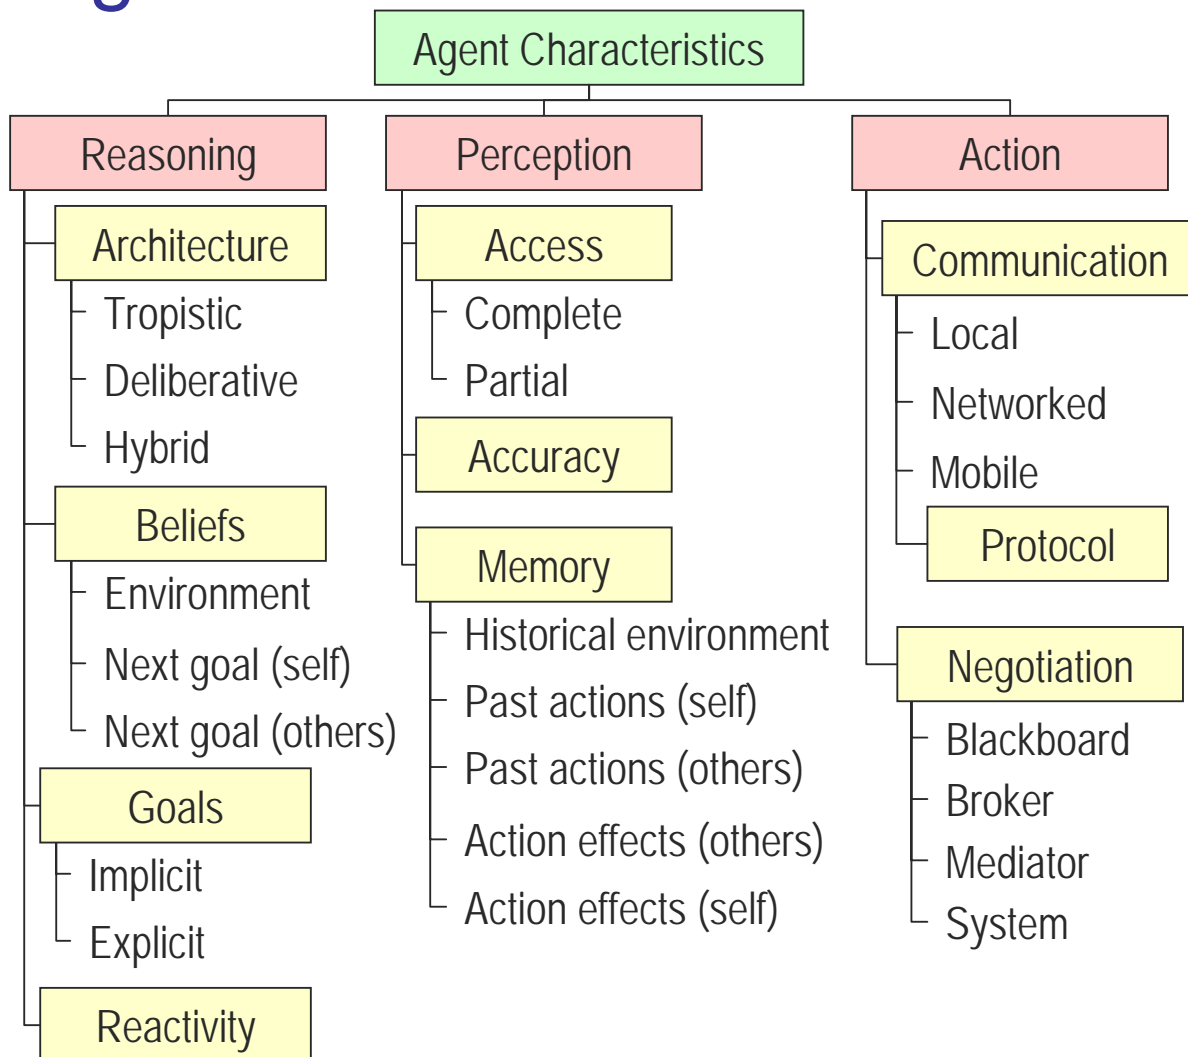 Agent Characteristics
Reasoning
Architecture
Tropistic
Deliberative
Hybrid
Beliefs
Environment
Next goal (self)
Next goal (others)
Goals
Implicit
Explicit
Reactivity
Perception
Access
Complete
Partial
Accuracy
Memory
Historical environment
Past actions (self)
Past actions (others)
Action effects (others)
Action effects (self)
Action
Communication
Local
Networked
Mobile
Protocol
Negotiation
Blackboard
Broker
Mediator
System